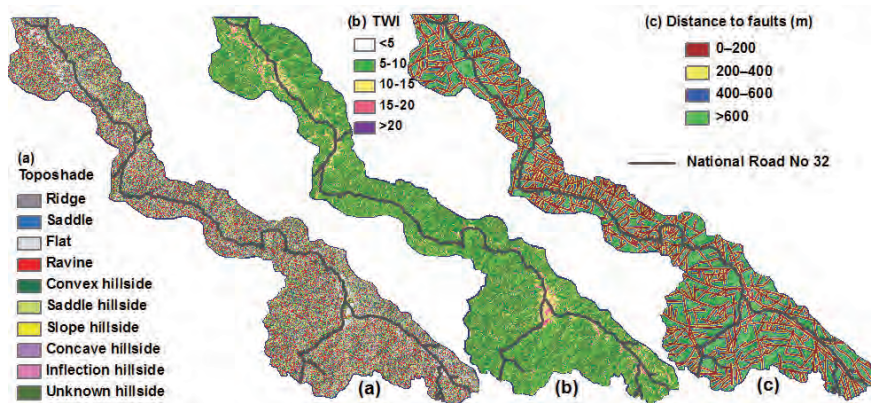 (b) TWI
<5
5-10
10-15
15-20
>20
(c) Distance to faults (m)
0–200
200–400
400–600
>600
National Road No 32
(a)
Toposhade
Ridge
Saddle
Flat
Ravine
Convex hillside
Saddle hillside
Slope hillside
Concave hillside
Inflection hillside
Unknown hillside
(a)
(b)
(c)